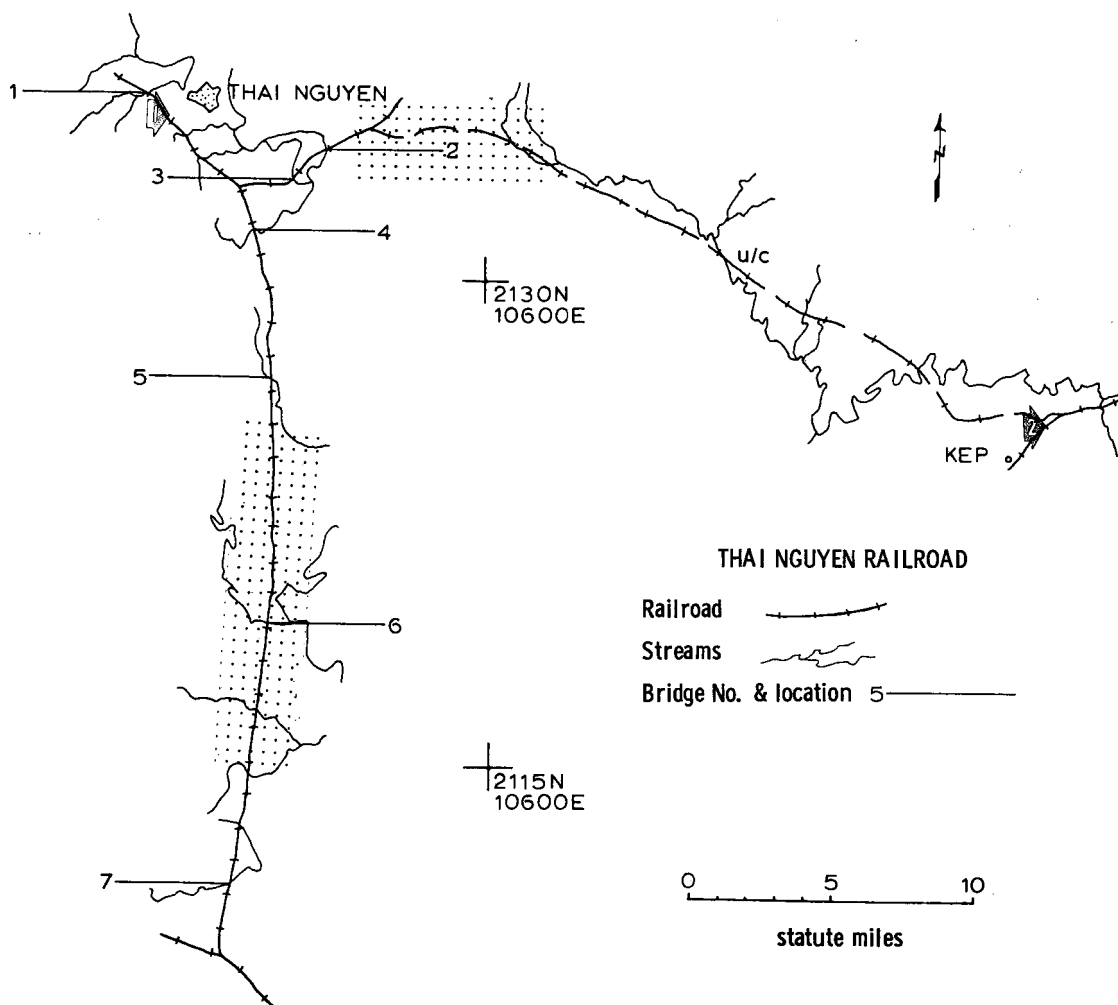 1
THAI NGUYEN
2
3
N
4
u/c
2130N
10600E
5
KEP
THAI NGUYEN RAILROAD
Railroad
Streams
6
Bridge No. & location 5
2115N
10600E
7
0 5 10
statute miles